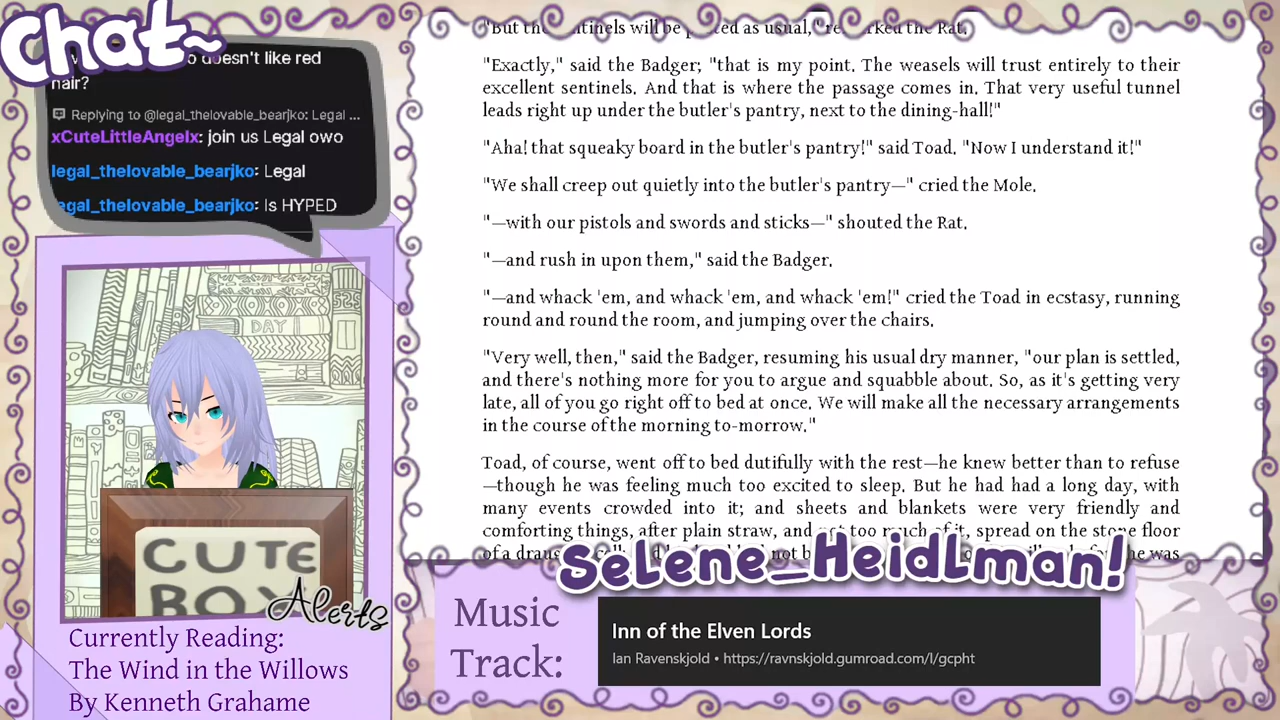 Chat~
doesn't like red
hair?
Replying to @legal_thelovable_bearjko: Legal ...
xCuteLittleAngelx: join us Legal owo
legal_thelovable_bearjko: Legal
legal_thelovable_bearjko: Is HYPED
DAY
CUTE
BOX
Alerts
Currently Reading:
The Wind in the Willows
By Kenneth Grahame
"But the sentinels will be posted as usual," remarked the Rat.
"Exactly," said the Badger; "that is my point. The weasels will trust entirely to their
excellent sentinels. And that is where the passage comes in. That very useful tunnel
leads right up under the butler's pantry, next to the dining-hall!"
"Aha! that squeaky board in the butler's pantry!" said Toad. "Now I understand it!"
"We shall creep out quietly into the butler's pantry—" cried the Mole.
"—with our pistols and swords and sticks—" shouted the Rat.
"—and rush in upon them," said the Badger.
"—and whack 'em, and whack 'em, and whack 'em!" cried the Toad in ecstasy, running
round and round the room, and jumping over the chairs.
"Very well, then," said the Badger, resuming his usual dry manner, "our plan is settled,
and there's nothing more for you to argue and squabble about. So, as it's getting very
late, all of you go right off to bed at once. We will make all the necessary arrangements
in the course of the morning to-morrow."
Toad, of course, went off to bed dutifully with the rest—he knew better than to refuse
—though he was feeling much too excited to sleep. But he had had a long day, with
many events crowded into it; and sheets and blankets were very friendly and
comforting things, after plain straw, and not too much of it, spread on the stone floor
of a he was
Selene_Heidlman!
Music
Track:
Inn of the Elven Lords
Ian Ravenskjold • https://ravnskjold.gumroad.com/l/gcpht